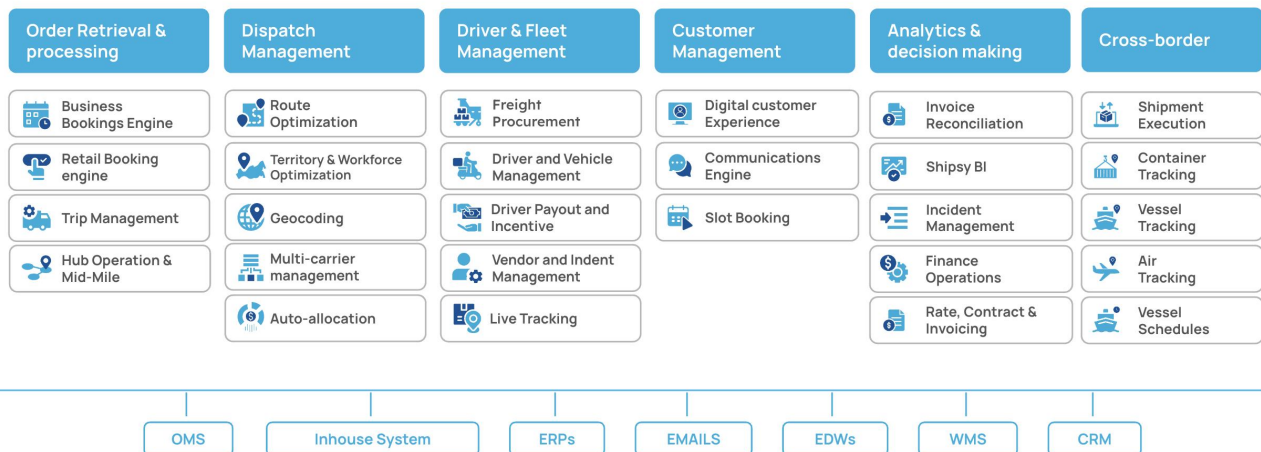 Order Retrieval &
processing
Business
Bookings Engine
Retail Booking
engine
Trip Management
Hub Operation &
Mid-Mile
Dispatch
Management
Route
Optimization
Territory & Workforce
Optimization
Geocoding
Multi-carrier
management
Auto-allocation
Driver & Fleet
Management
Freight
Procurement
Driver and Vehicle
Management
Driver Payout and
Incentive
Vendor and Indent
Management
Live Tracking
Customer
Management
Digital customer
Experience
Communications
Engine
Slot Booking
Analytics &
decision making
Invoice
Reconciliation
Shipsy BI
Incident
Management
Finance
Operations
Rate, Contract &
Invoicing
Cross-border
Shipment
Execution
Container
Tracking
Vessel
Tracking
Air
Tracking
Vessel
Schedules
OMS
Inhouse System
ERPs
EMAILS
EDWs
WMS
CRM